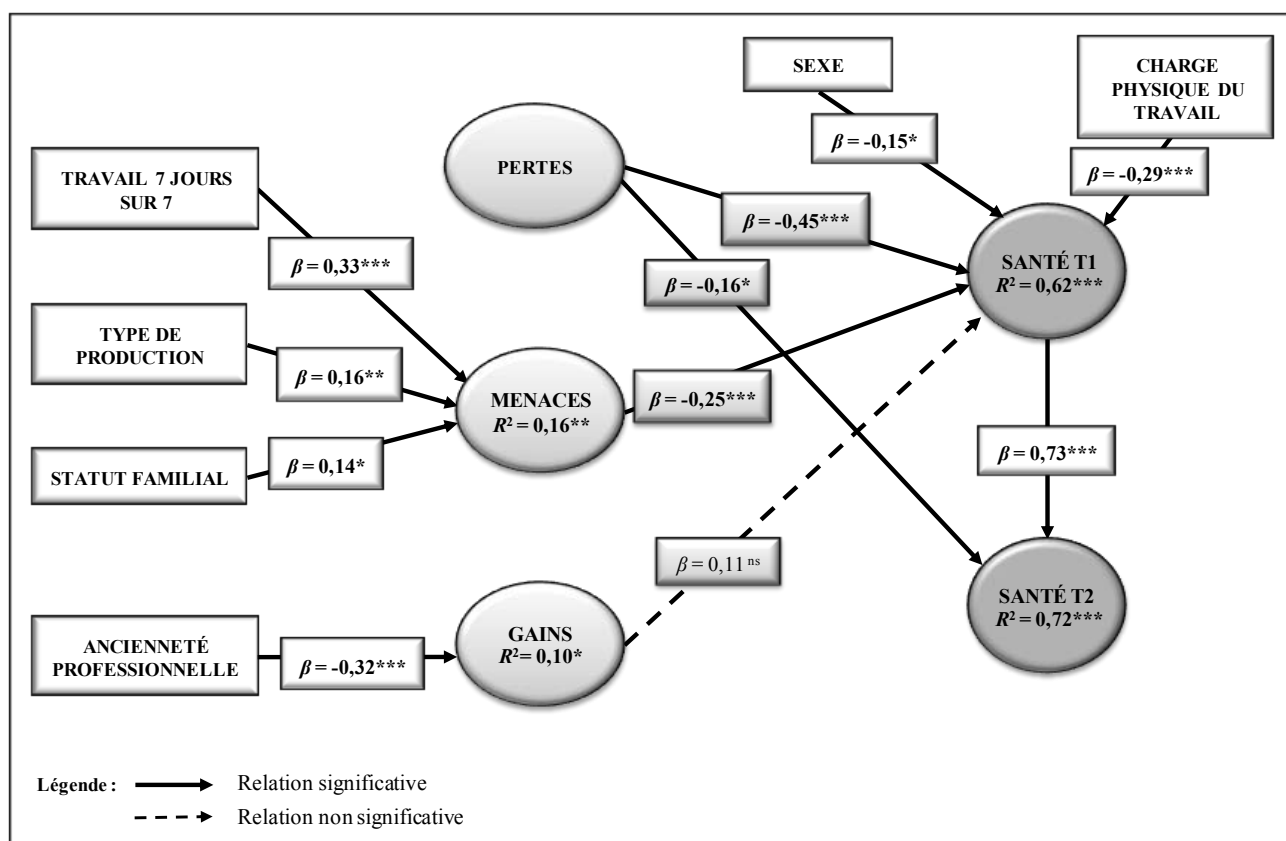 SEXE
CHARGE
PHYSIQUE DU
TRAVAIL
β = -0,15*
β = -0,29***
PERTES
TRAVAIL 7 JOURS
SUR 7
β = -0,45***
β = 0,33***
β = -0,16*
SANTÉ T1
R² = 0,62***
TYPE DE
PRODUCTION
β = 0,16**
MENACES
R² = 0,16**
β = -0,25***
STATUT FAMILIAL
β = 0,14*
β = 0,73***
β = 0,11 ns
SANTÉ T2
R² = 0,72***
ANCIENNETÉ
PROFESSIONNELLE
β = -0,32***
GAINS
R² = 0,10*
Légende :
Relation significative
Relation non significative